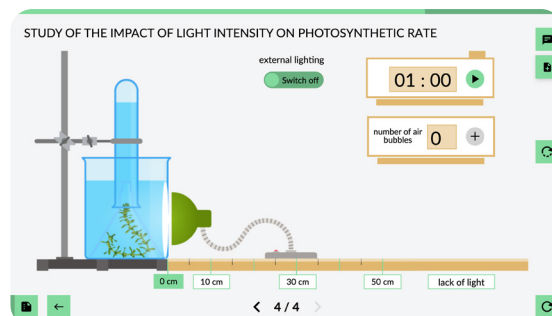 STUDY OF THE IMPACT OF LIGHT INTENSITY ON PHOTOSYNTHETIC RATE
external lighting
Switch off
01 : 00
number of air
bubbles
0
+
0 cm
10 cm
30 cm
50 cm
lack of light
4 / 4